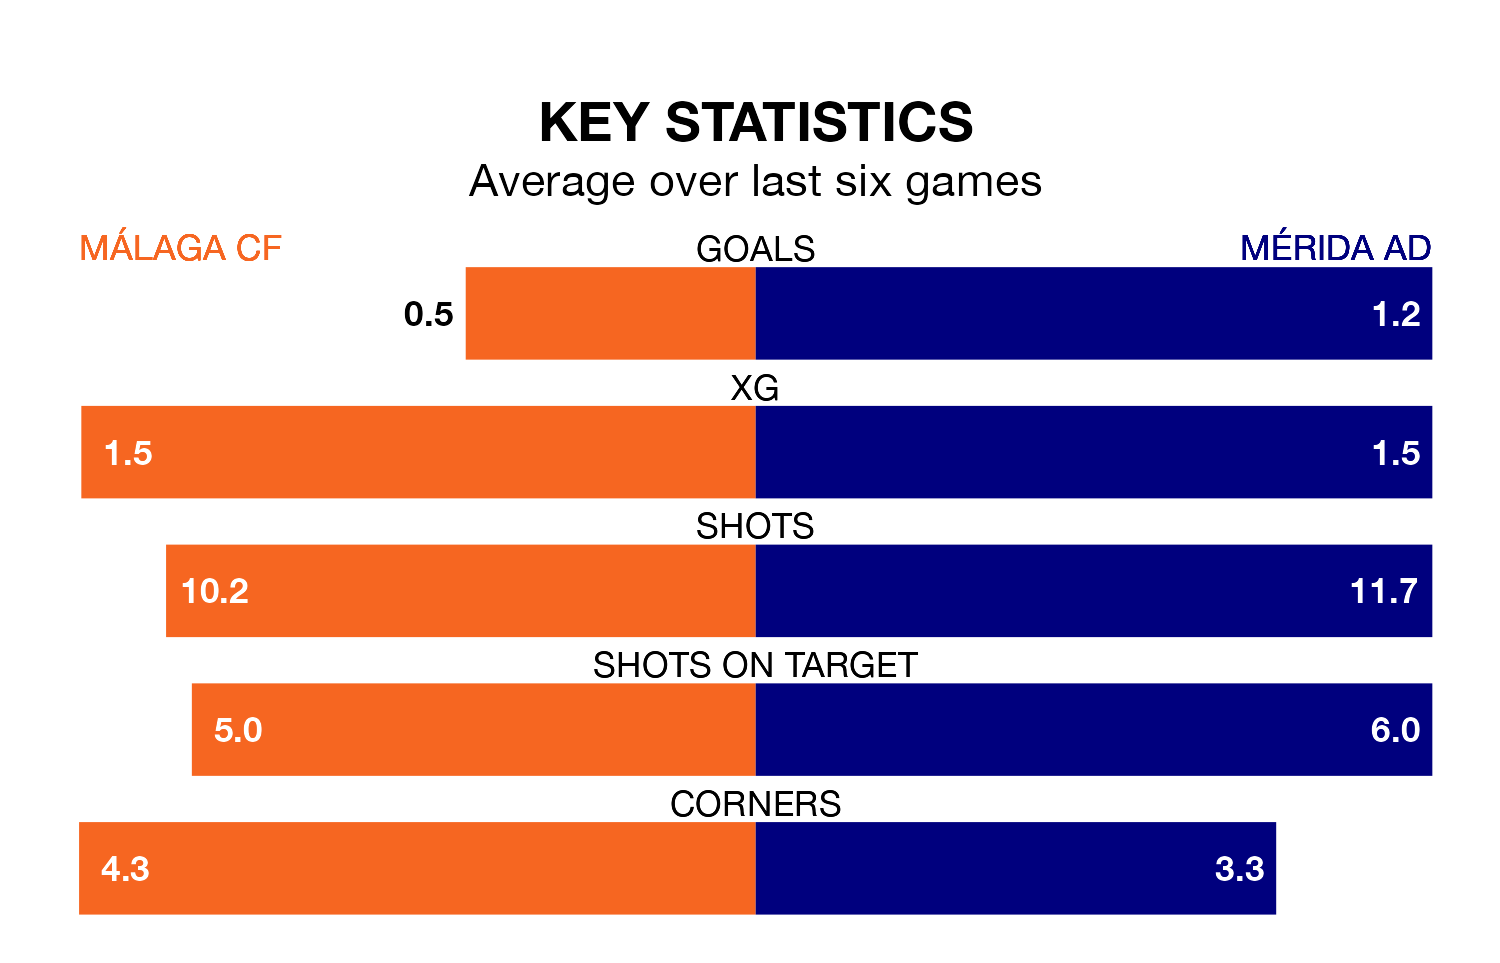 KEY STATISTICS
Average over last six games
MÁLAGA CF GOALS MÉRIDA AD
0.5 1.2
XG
1.5 1.5
SHOTS
10.2 11.7
SHOTS ON TARGET
5.0 6.0
CORNERS
4.3 3.3